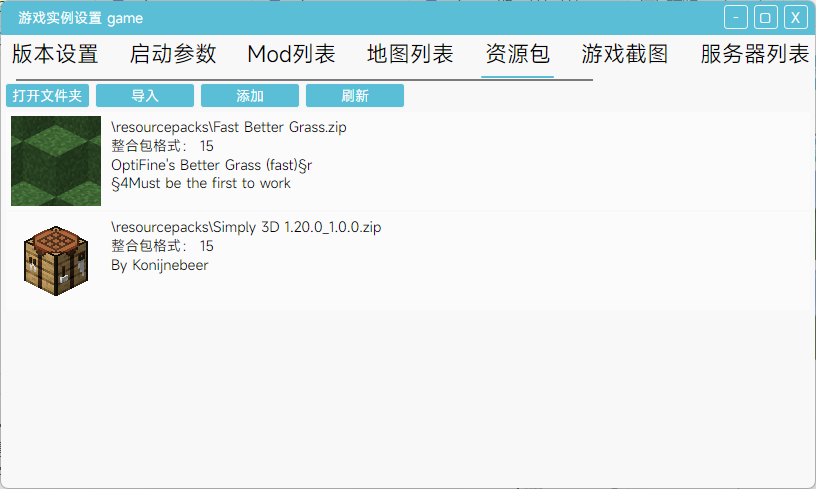 游戏实例设置 game
版本设置 启动参数 Mod列表 地图列表 资源包 游戏截图 服务器列表
打开文件夹 导入 添加 刷新
\resourcepacks\Fast Better Grass.zip
整合包格式： 15
OptiFine's Better Grass (fast)§r
§4Must be the first to work
\resourcepacks\Simply 3D 1.20.0_1.0.0.zip
整合包格式： 15
By Konijnebeer